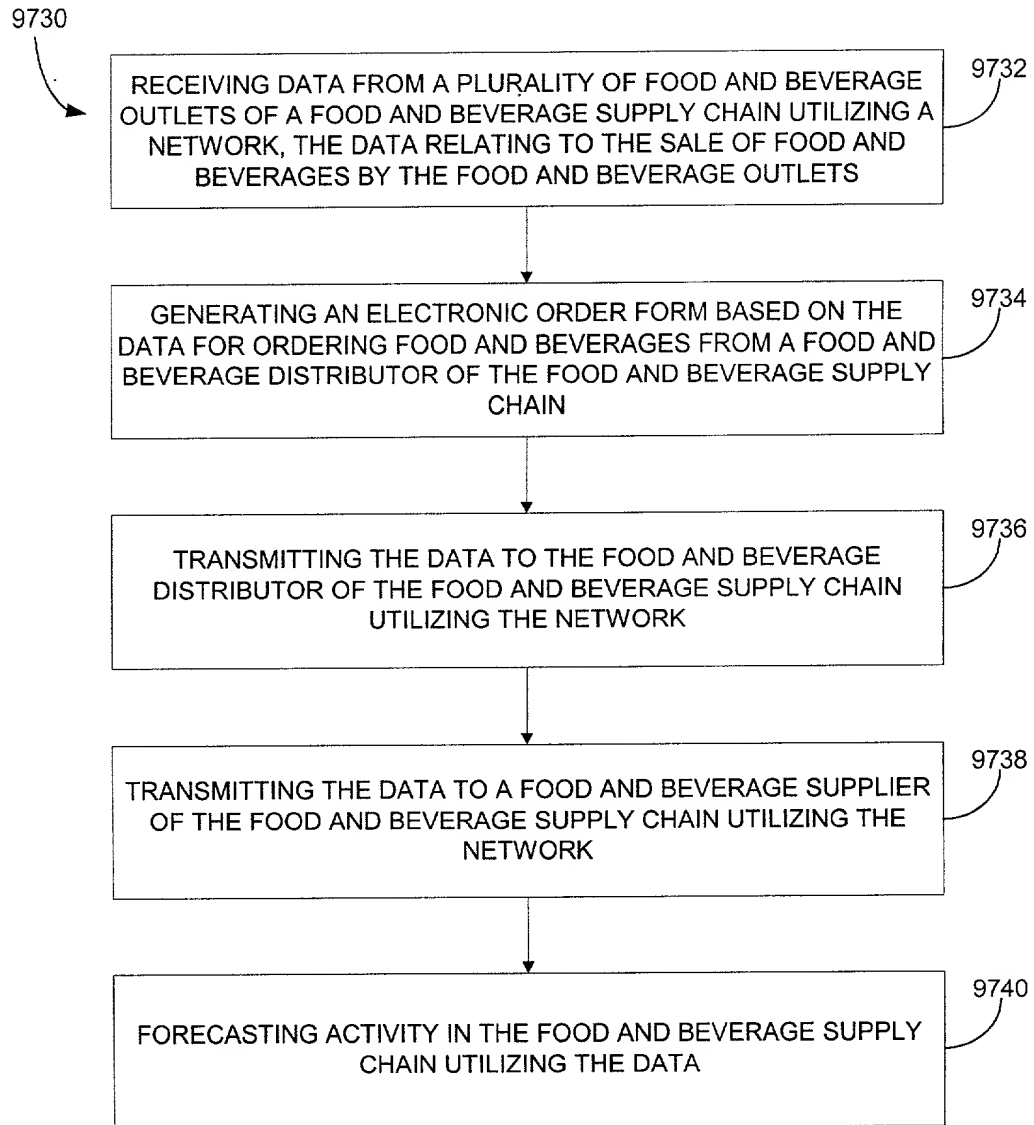 9730
RECEIVING DATA FROM A PLURALITY OF FOOD AND BEVERAGE
OUTLETS OF A FOOD AND BEVERAGE SUPPLY CHAIN UTILIZING A
NETWORK, THE DATA RELATING TO THE SALE OF FOOD AND
BEVERAGES BY THE FOOD AND BEVERAGE OUTLETS
9732
GENERATING AN ELECTRONIC ORDER FORM BASED ON THE
DATA FOR ORDERING FOOD AND BEVERAGES FROM A FOOD AND
BEVERAGE DISTRIBUTOR OF THE FOOD AND BEVERAGE SUPPLY
CHAIN
9734
TRANSMITTING THE DATA TO THE FOOD AND BEVERAGE
DISTRIBUTOR OF THE FOOD AND BEVERAGE SUPPLY CHAIN
UTILIZING THE NETWORK
9736
TRANSMITTING THE DATA TO A FOOD AND BEVERAGE SUPPLIER
OF THE FOOD AND BEVERAGE SUPPLY CHAIN UTILIZING THE
NETWORK
9738
FORECASTING ACTIVITY IN THE FOOD AND BEVERAGE SUPPLY
CHAIN UTILIZING THE DATA
9740